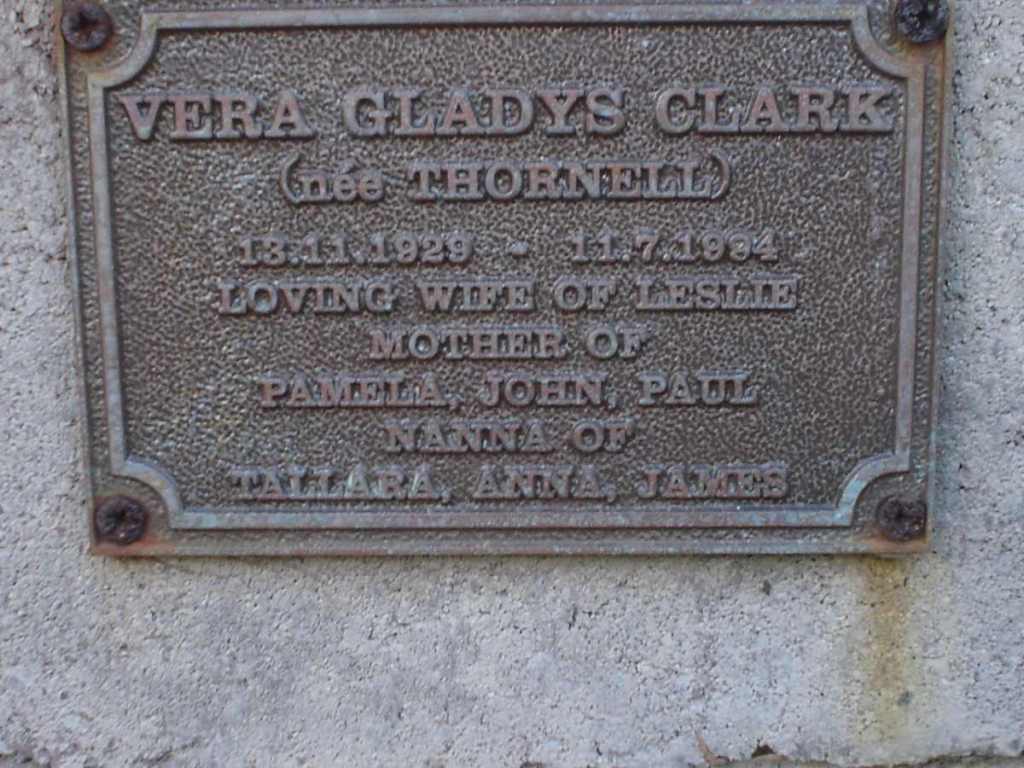 VERA GLADYS CLARK
(née THORNELL)
13.11.1929 - 11.7.1994
LOVING WIFE OF LESLIE
MOTHER OF
PAMELA, JOHN, PAUL
NANNA OF
TALLARA, ANNA, JAMES